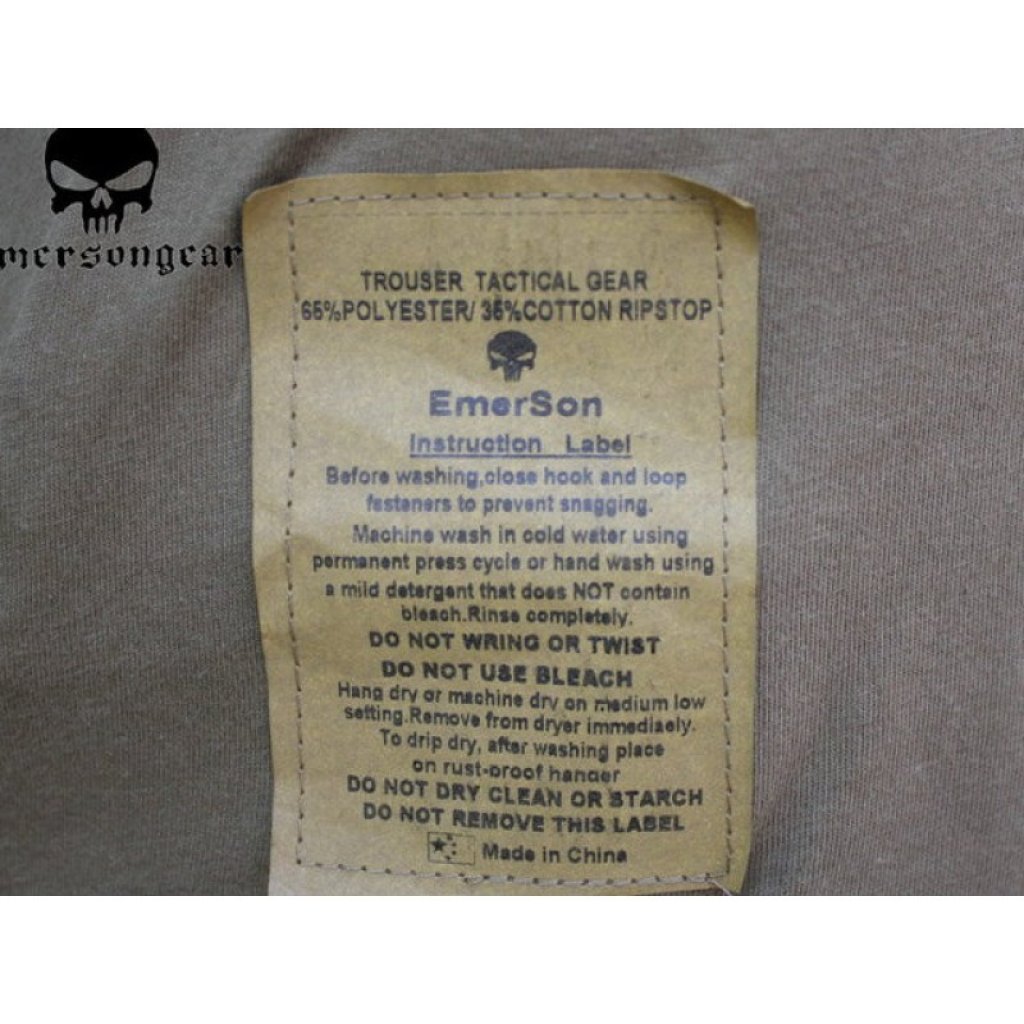 mersongear
TROUSER TACTICAL GEAR
65%POLYESTER/ 35%COTTON RIPSTOP
EmerSon
Instruction Label
Before washing,close hook and loop
fasteners to prevent snagging.
Machine wash in cold water using
permanent press cycle or hand wash using
a mild detergent that does NOT contain
bleach.Rinse completely.
DO NOT WRING OR TWIST
DO NOT USE BLEACH
Hang dry or machine dry on medium low
setting.Remove from dryer immediaely.
To drip dry, after washing place
on rust-proof hanger
DO NOT DRY CLEAN OR STARCH
DO NOT REMOVE THIS LABEL
Made in China